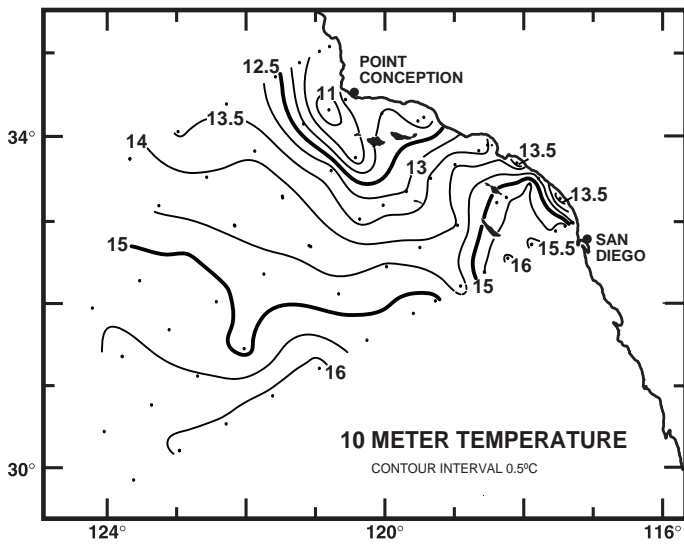 12.5
POINT
CONCEPTION
11
13.5
34°
14
13
13.5
13.5
15
SAN
DIEGO
15.5
16
15
16
10 METER TEMPERATURE
CONTOUR INTERVAL 0.5ºC
30°
124°
120°
116°